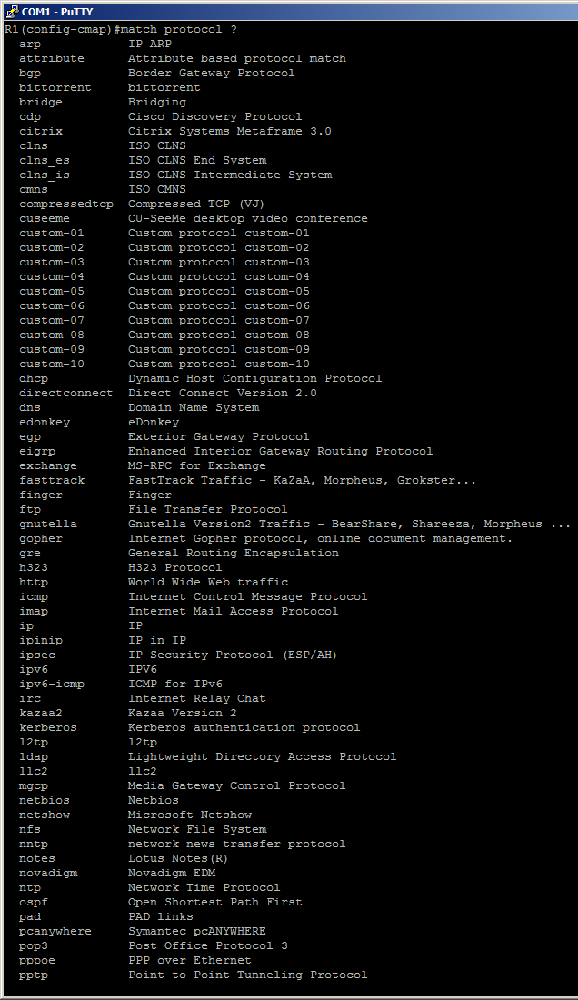 COM1 - PuTTY
R1(config-cmap)#match protocol ?
arp IP ARP
attribute Attribute based protocol match
bgp Border Gateway Protocol
bittorrent bittorrent
bridge Bridging
cdp Cisco Discovery Protocol
citrix Citrix Systems Metaframe 3.0
clns ISO CLNS
clns_es ISO CLNS End System
clns_is ISO CLNS Intermediate System
cmns ISO CMNS
compressedtcp Compressed TCP (VJ)
cuseeme CU-SeeMe desktop video conference
custom-01 Custom protocol custom-01
custom-02 Custom protocol custom-02
custom-03 Custom protocol custom-03
custom-04 Custom protocol custom-04
custom-05 Custom protocol custom-05
custom-06 Custom protocol custom-06
custom-07 Custom protocol custom-07
custom-08 Custom protocol custom-08
custom-09 Custom protocol custom-09
custom-10 Custom protocol custom-10
dhcp Dynamic Host Configuration Protocol
directconnect Direct Connect Version 2.0
dns Domain Name System
edonkey eDonkey
egp Exterior Gateway Protocol
eigrp Enhanced Interior Gateway Routing Protocol
exchange MS-RPC for Exchange
fasttrack FastTrack Traffic - KaZaA, Morpheus, Grokster...
finger Finger
ftp File Transfer Protocol
gnutella Gnutella Version2 Traffic - BearShare, Shareeza, Morpheus ...
gopher Internet Gopher protocol, online document management.
gre General Routing Encapsulation
h323 H323 Protocol
http World Wide Web traffic
icmp Internet Control Message Protocol
imap Internet Mail Access Protocol
ip IP
ipinip IP in IP
ipsec IP Security Protocol (ESP/AH)
ipv6 IPV6
ipv6-icmp ICMP for IPv6
irc Internet Relay Chat
kazaa2 Kazaa Version 2
kerberos Kerberos authentication protocol
l2tp l2tp
ldap Lightweight Directory Access Protocol
llc2 llc2
mgcp Media Gateway Control Protocol
netbios Netbios
netshow Microsoft Netshow
nfs Network File System
nntp network news transfer protocol
notes Lotus Notes(R)
novadigm Novadigm EDM
ntp Network Time Protocol
ospf Open Shortest Path First
pad PAD links
pcanywhere Symantec pcANYWHERE
pop3 Post Office Protocol 3
pppoe PPP over Ethernet
pptp Point-to-Point Tunneling Protocol